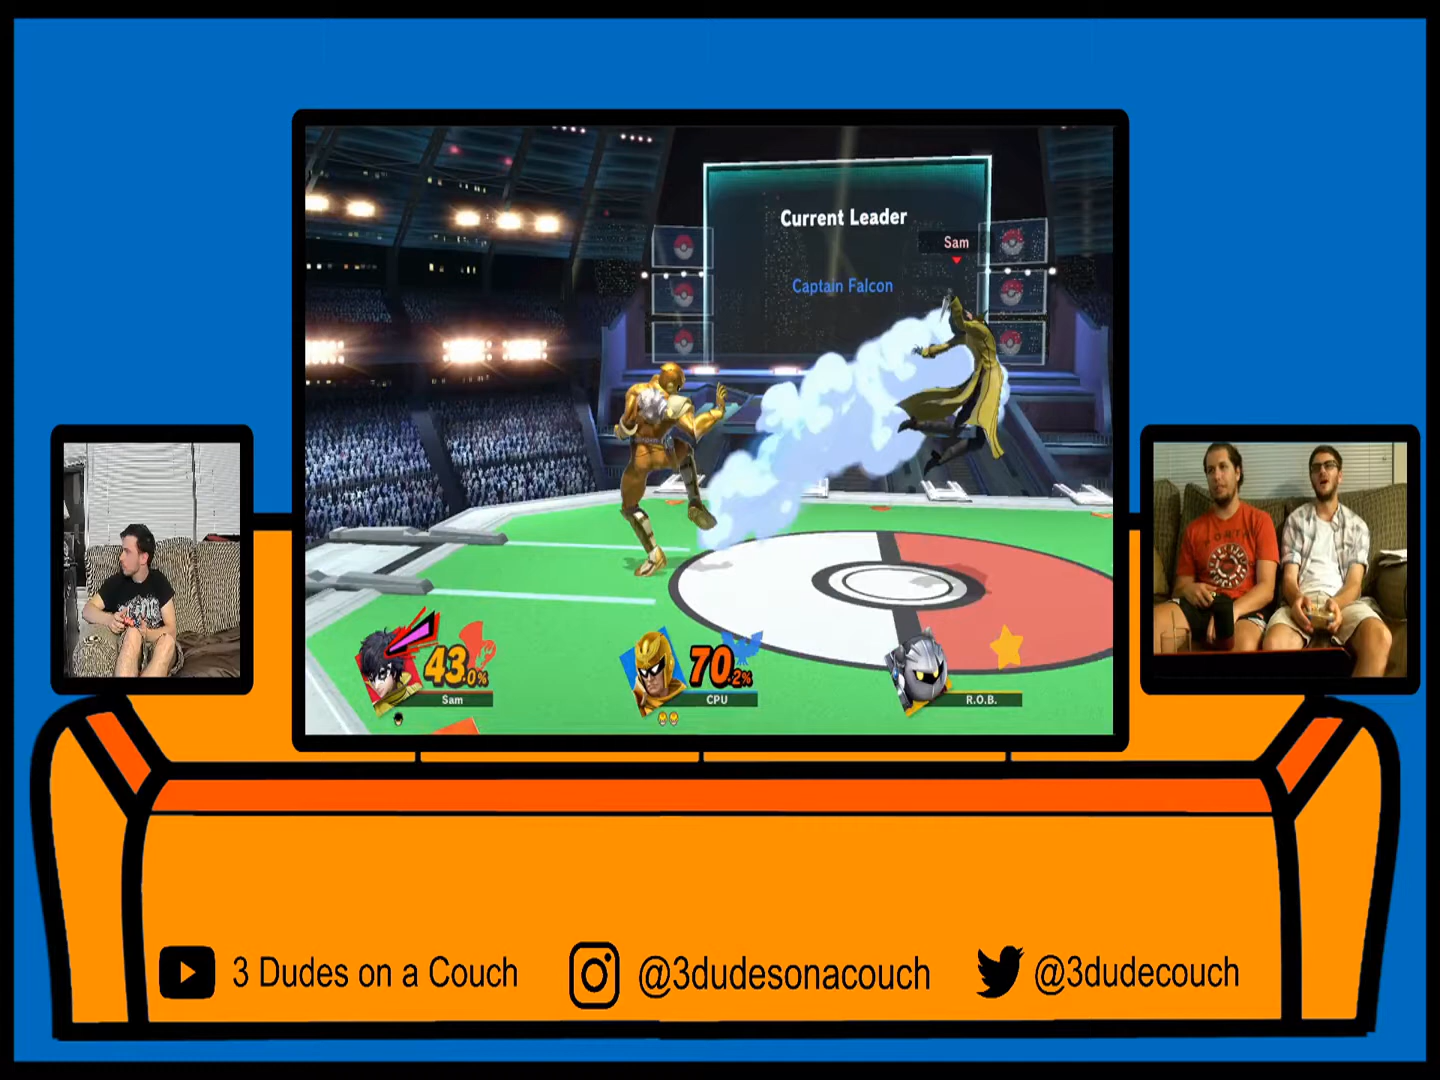 Current Leader
Sam
Captain Falcon
43.0%
Sam
70.2%
CPU
R.O.B.
3 Dudes on a Couch
@3dudesonacouch
@3dudecouch